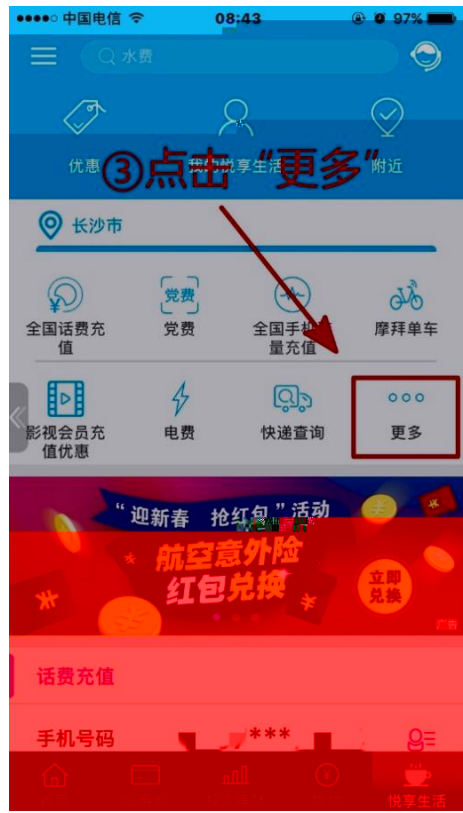 中国电信 08:43 97%
水费
优惠 我的悦享生活 附近
③点击“更多”
长沙市
党费
全国话费充值 党费 全国手机流量充值 摩拜单车
影视会员充值优惠 电费 快递查询 更多
“迎新春 抢红包”活动
航空意外险
红包兑换
立即
兑换
广告
话费充值
手机号码 ***
悦享生活